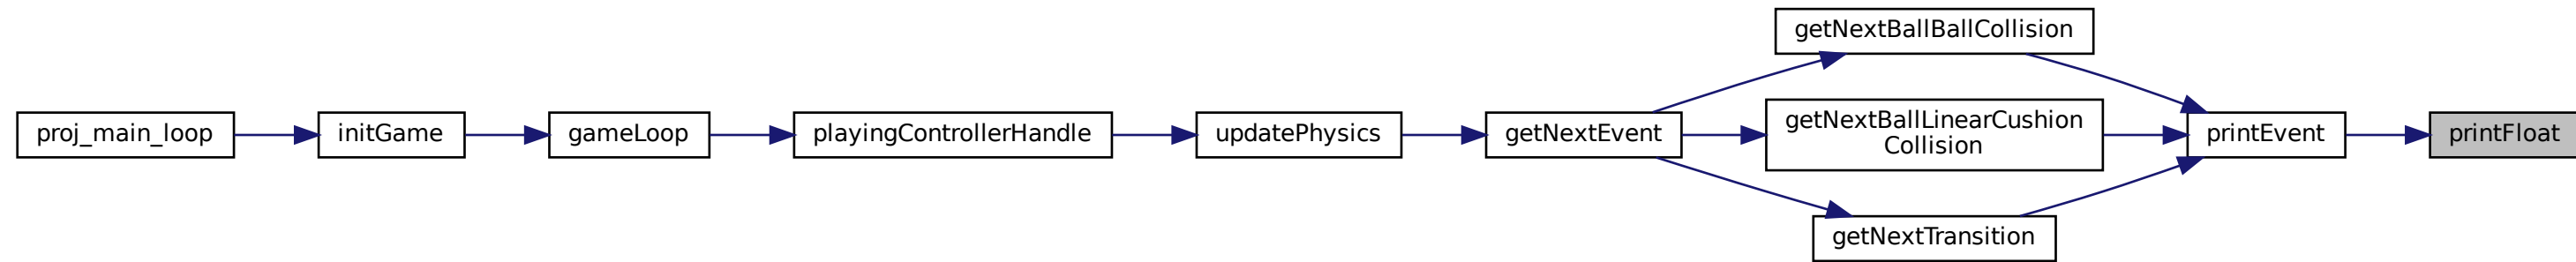 proj_main_loop
initGame
gameLoop
playingControllerHandle
updatePhysics
getNextEvent
getNextBallBallCollision
getNextBallLinearCushion
Collision
getNextTransition
printEvent
printFloat